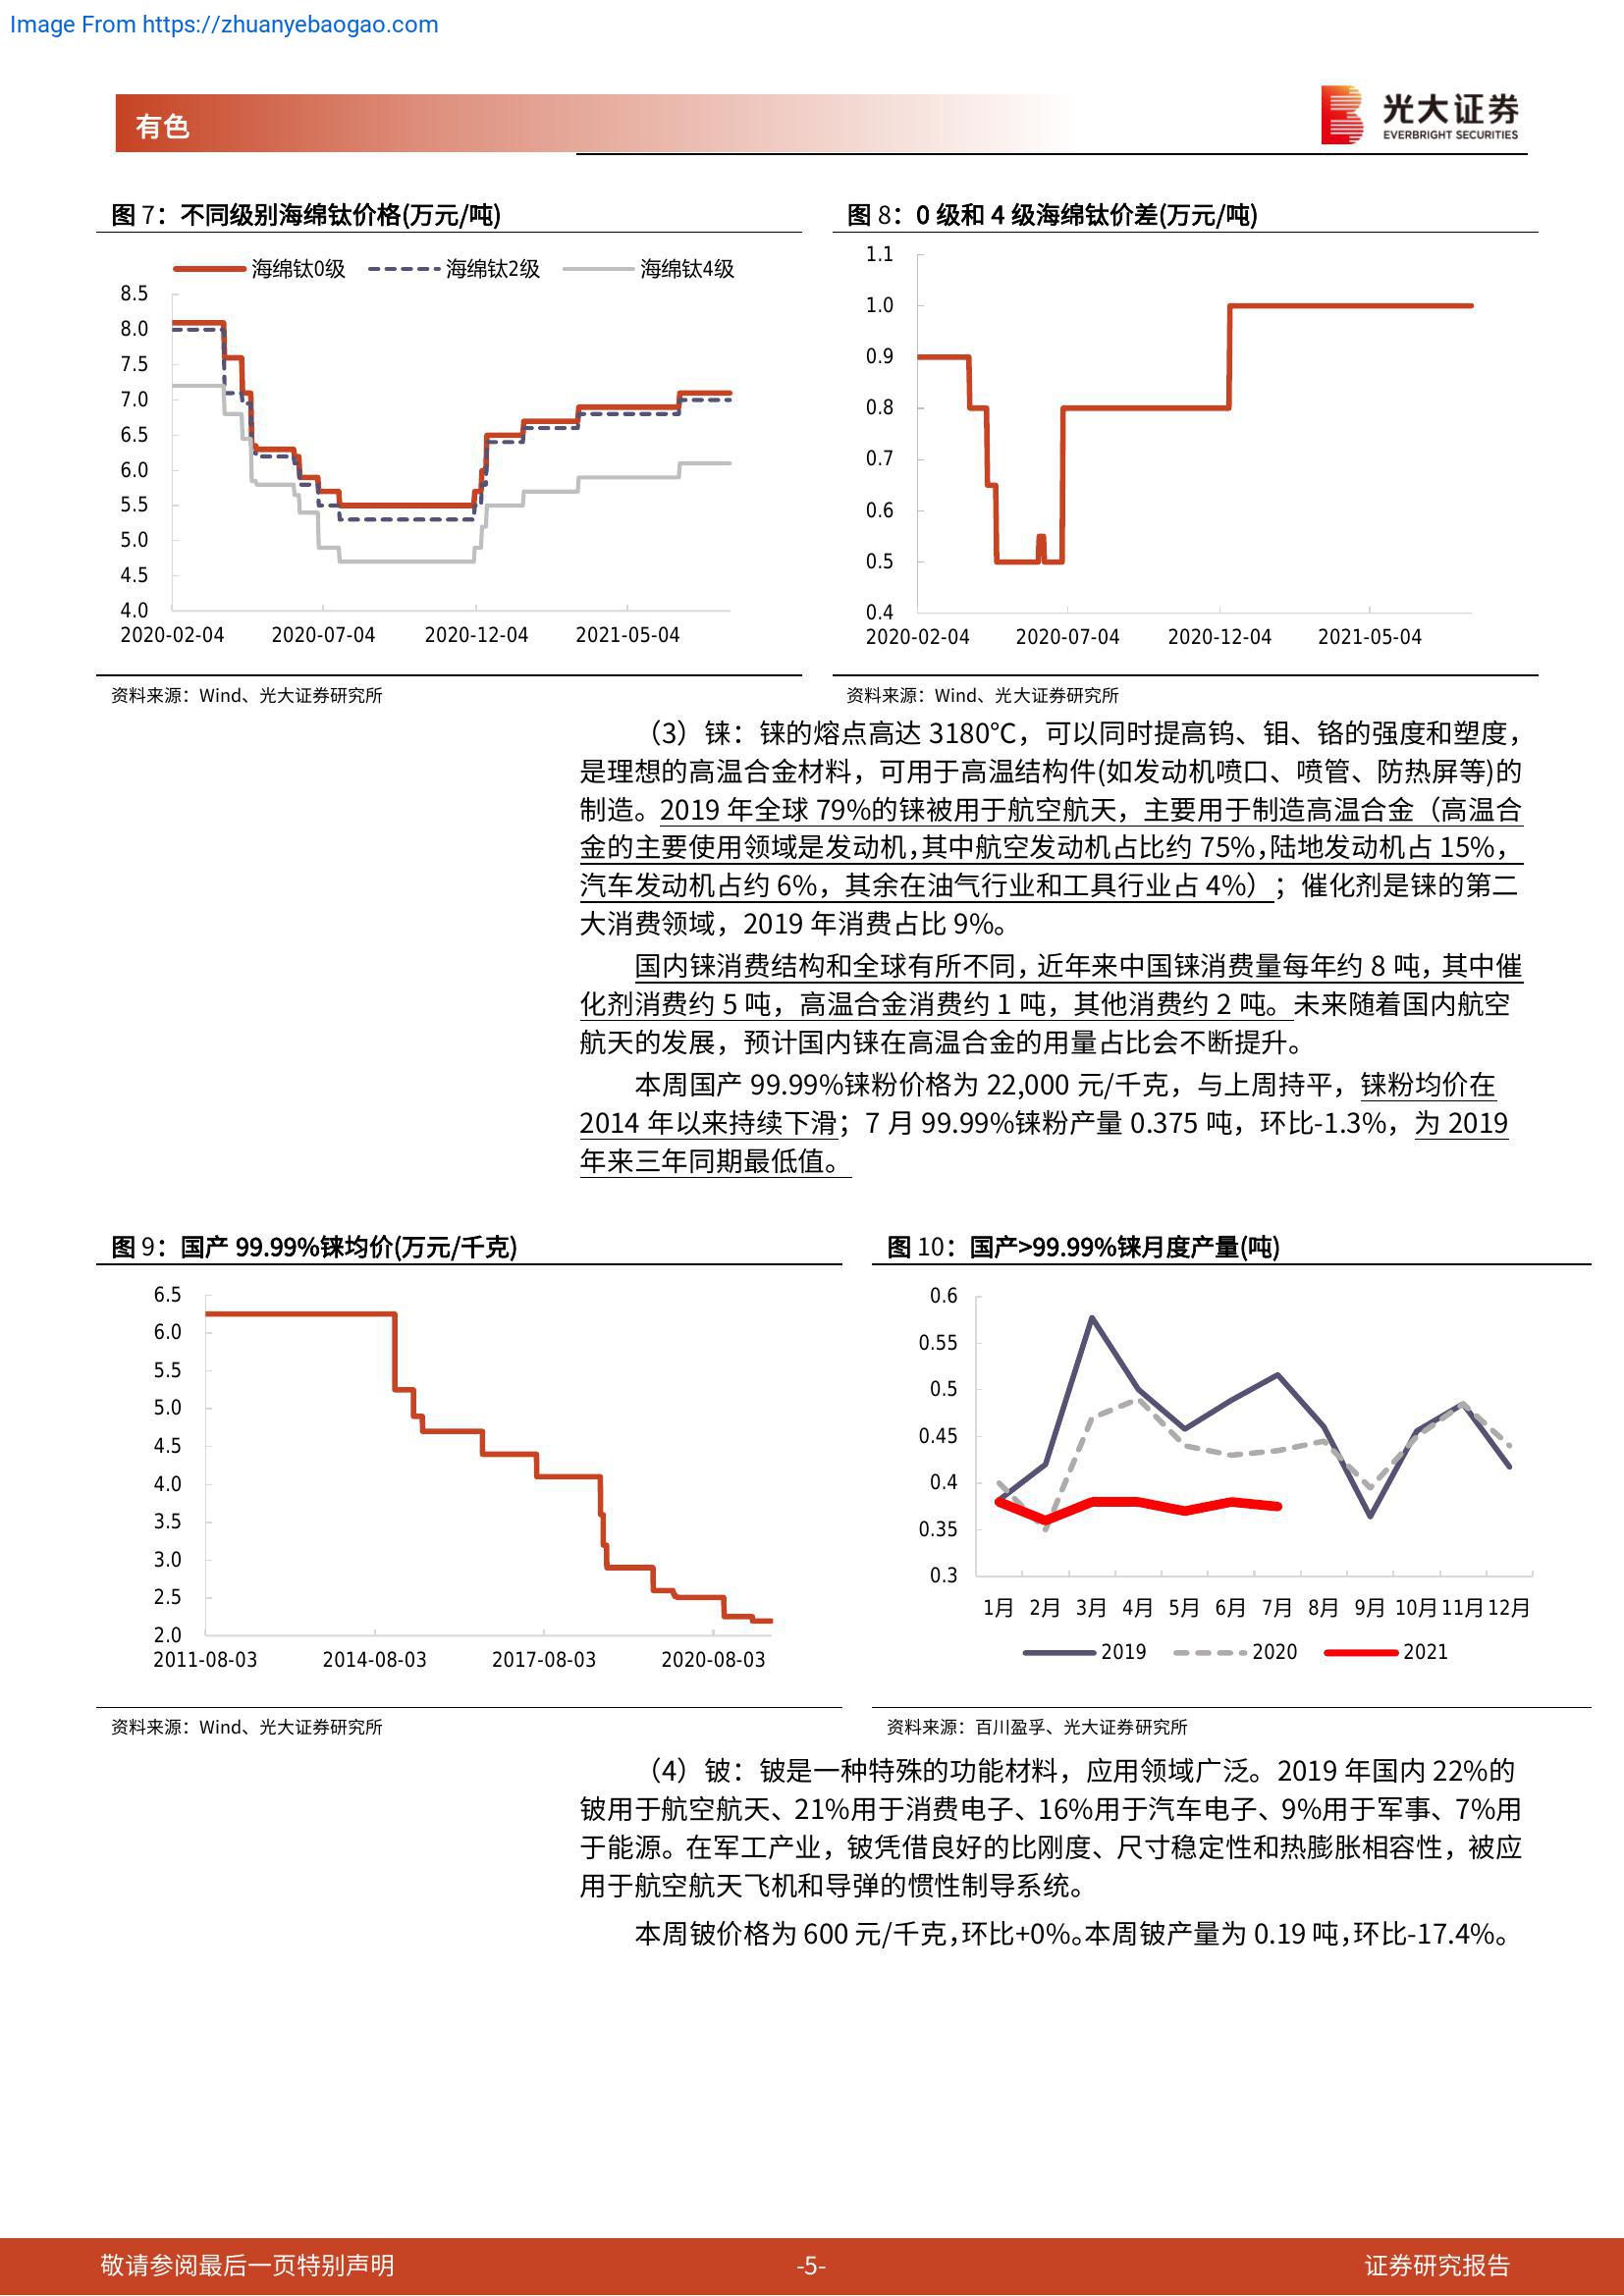 Image From https://zhuanyebaogao.com
有色
光大证券
EVERBRIGHT SECURITIES
图 7：不同级别海绵钛价格(万元/吨)
海绵钛0级 海绵钛2级 海绵钛4级
8.5
8.0
7.5
7.0
6.5
6.0
5.5
5.0
4.5
4.0
2020-02-04 2020-07-04 2020-12-04 2021-05-04
资料来源：Wind、光大证券研究所
图 8：0 级和 4 级海绵钛价差(万元/吨)
1.1
1.0
0.9
0.8
0.7
0.6
0.5
0.4
2020-02-04 2020-07-04 2020-12-04 2021-05-04
资料来源：Wind、光大证券研究所
（3）铼：铼的熔点高达 3180℃，可以同时提高钨、钼、铬的强度和塑度，
是理想的高温合金材料，可用于高温结构件(如发动机喷口、喷管、防热屏等)的
制造。2019 年全球 79%的铼被用于航空航天，主要用于制造高温合金（高温合
金的主要使用领域是发动机，其中航空发动机占比约 75%，陆地发动机占 15%，
汽车发动机占约 6%，其余在油气行业和工具行业占 4%）；催化剂是铼的第二
大消费领域，2019 年消费占比 9%。
国内铼消费结构和全球有所不同，近年来中国铼消费量每年约 8 吨，其中催
化剂消费约 5 吨，高温合金消费约 1 吨，其他消费约 2 吨。未来随着国内航空
航天的发展，预计国内铼在高温合金的用量占比会不断提升。
本周国产 99.99%铼粉价格为 22,000 元/千克，与上周持平，铼粉均价在
2014 年以来持续下滑；7 月 99.99%铼粉产量 0.375 吨，环比-1.3%，为 2019
年来三年同期最低值。
图 9：国产 99.99%铼均价(万元/千克)
6.5
6.0
5.5
5.0
4.5
4.0
3.5
3.0
2.5
2.0
2011-08-03 2014-08-03 2017-08-03 2020-08-03
资料来源：Wind、光大证券研究所
图 10：国产>99.99%铼月度产量(吨)
0.6
0.55
0.5
0.45
0.4
0.35
0.3
1月 2月 3月 4月 5月 6月 7月 8月 9月 10月 11月 12月
2019 2020 2021
资料来源：百川盈孚、光大证券研究所
（4）铍：铍是一种特殊的功能材料，应用领域广泛。2019 年国内 22%的
铍用于航空航天、21%用于消费电子、16%用于汽车电子、9%用于军事、7%用
于能源。在军工产业，铍凭借良好的比刚度、尺寸稳定性和热膨胀相容性，被应
用于航空航天飞机和导弹的惯性制导系统。
本周铍价格为 600 元/千克，环比+0%。本周铍产量为 0.19 吨，环比-17.4%。
敬请参阅最后一页特别声明
-5-
证券研究报告